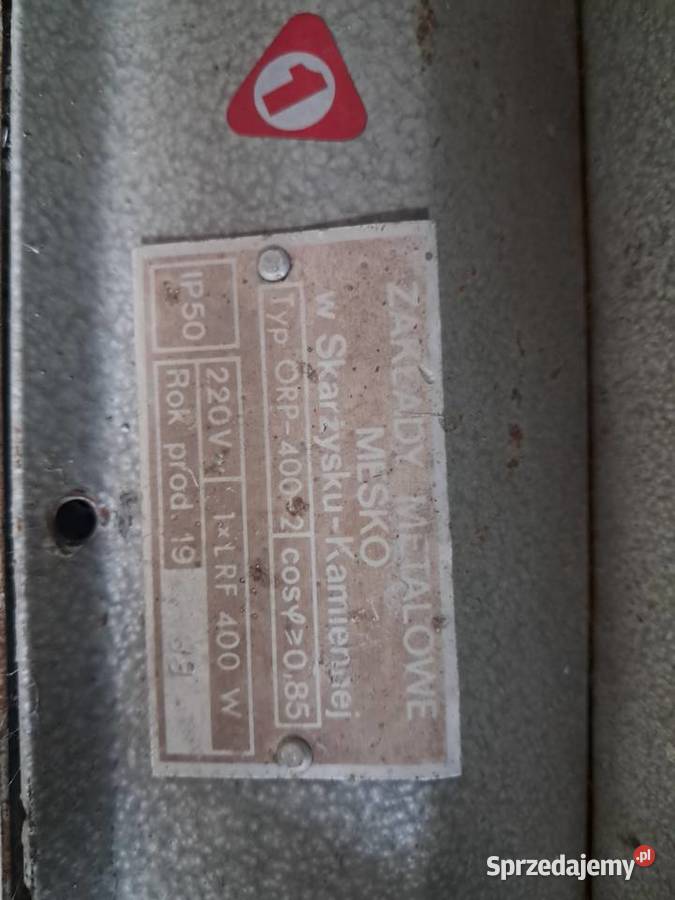 1
ZAKŁADY METALOWE
MESKO
w Skarżysku-Kamiennej
Typ ORP-400-2 cosφ≥0,85
IP50 220V~ 1xLRF 400 W
Rok prod. 19
Sprzedajemy.pl